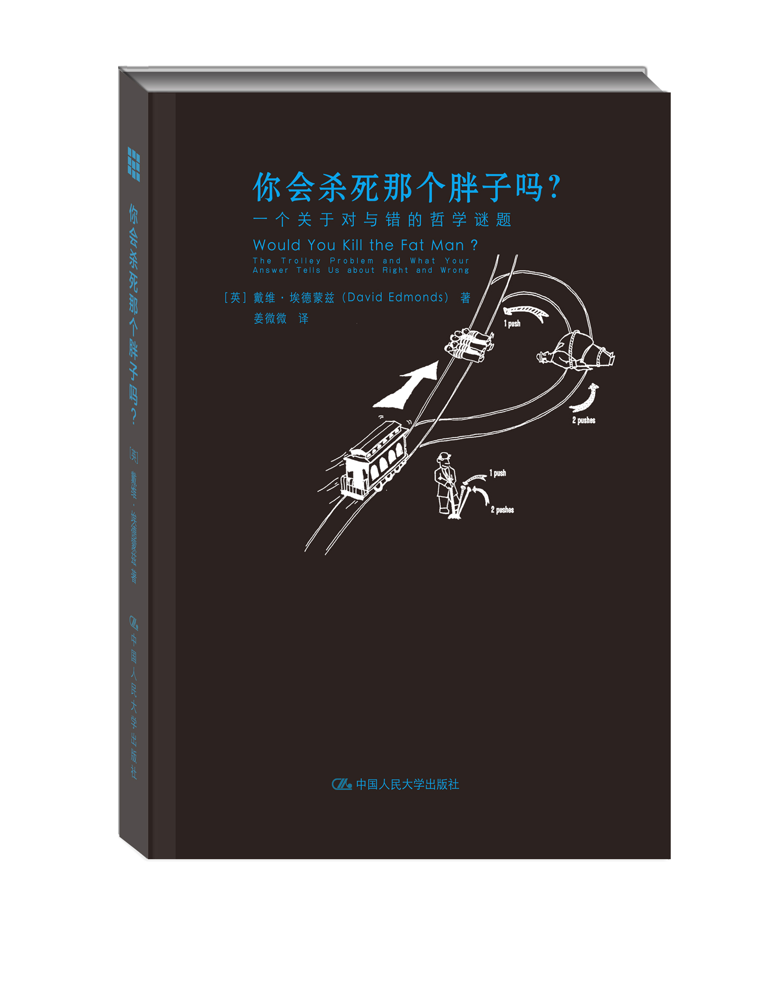 你会杀死那个胖子吗?
一个关于对与错的哲学谜题
Would You Kill the Fat Man ?
The Trolley Problem and What Your
Answer Tells Us about Right and Wrong
[英] 戴维·埃德蒙兹 (David Edmonds) 著
姜微微 译
1 push
2 pushes
1 push
2 pushes
中国人民大学出版社
你会杀死那个胖子吗?
[英] 戴维·埃德蒙兹 著
中国人民大学出版社